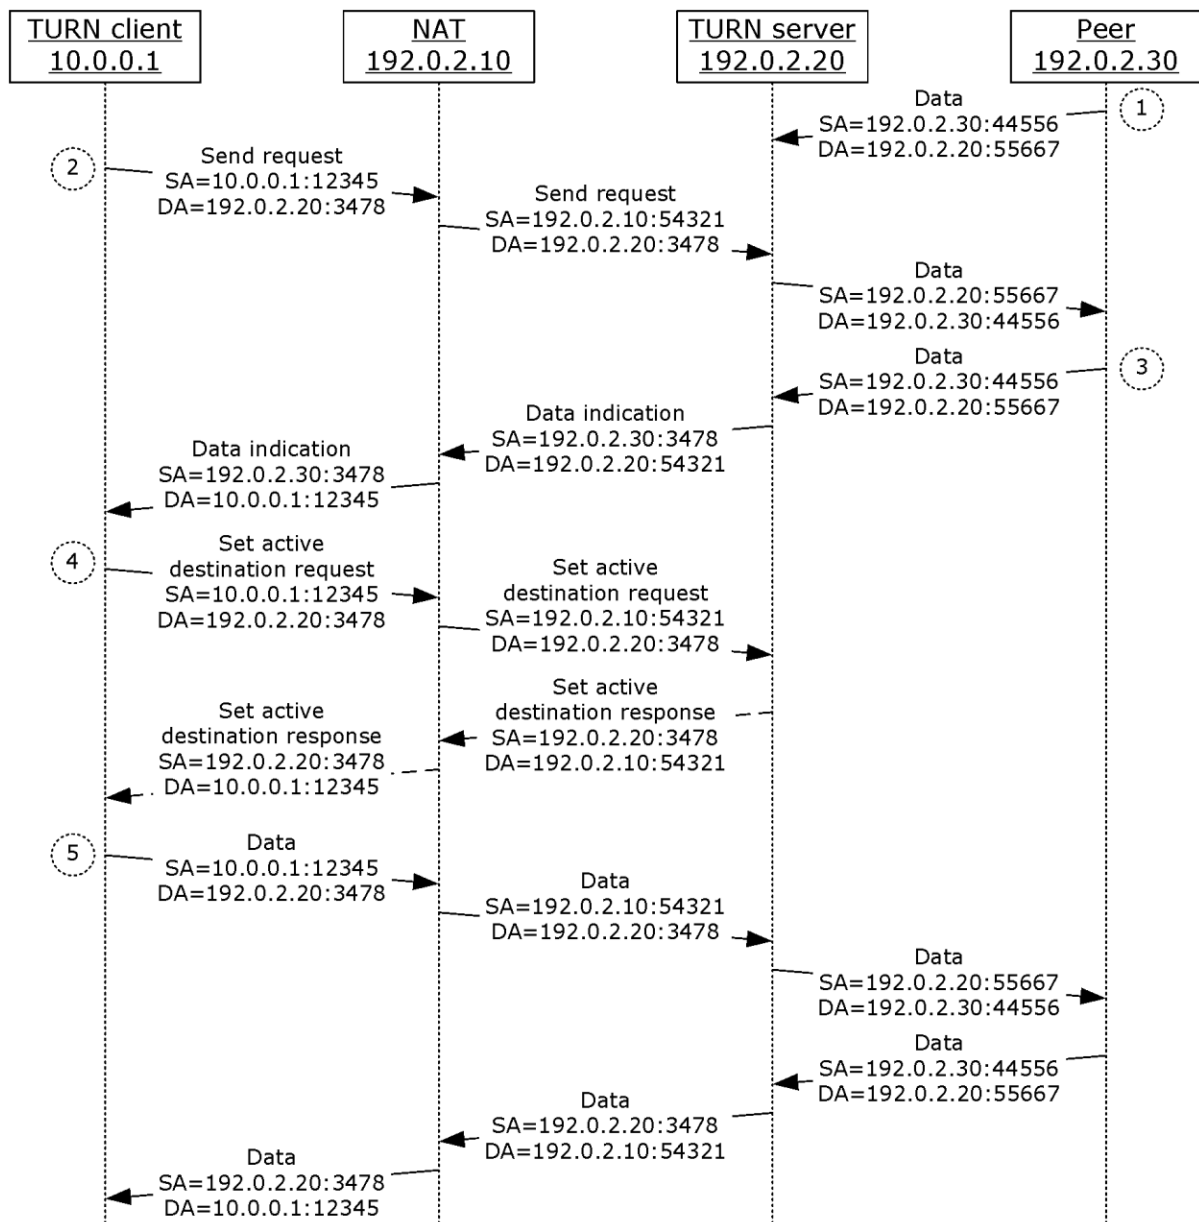 TURN client
10.0.0.1
NAT
192.0.2.10
TURN server
192.0.2.20
Peer
192.0.2.30
1
Data
SA=192.0.2.30:44556
DA=192.0.2.20:55667
2
Send request
SA=10.0.0.1:12345
DA=192.0.2.20:3478
Send request
SA=192.0.2.10:54321
DA=192.0.2.20:3478
Data
SA=192.0.2.20:55667
DA=192.0.2.30:44556
3
Data
SA=192.0.2.30:44556
DA=192.0.2.20:55667
Data indication
SA=192.0.2.30:3478
DA=192.0.2.20:54321
Data indication
SA=192.0.2.30:3478
DA=10.0.0.1:12345
4
Set active
destination request
SA=10.0.0.1:12345
DA=192.0.2.20:3478
Set active
destination request
SA=192.0.2.10:54321
DA=192.0.2.20:3478
Set active
destination response
SA=192.0.2.20:3478
DA=192.0.2.10:54321
Set active
destination response
SA=192.0.2.20:3478
DA=10.0.0.1:12345
5
Data
SA=10.0.0.1:12345
DA=192.0.2.20:3478
Data
SA=192.0.2.10:54321
DA=192.0.2.20:3478
Data
SA=192.0.2.20:55667
DA=192.0.2.30:44556
Data
SA=192.0.2.30:44556
DA=192.0.2.20:55667
Data
SA=192.0.2.20:3478
DA=192.0.2.10:54321
Data
SA=192.0.2.20:3478
DA=10.0.0.1:12345